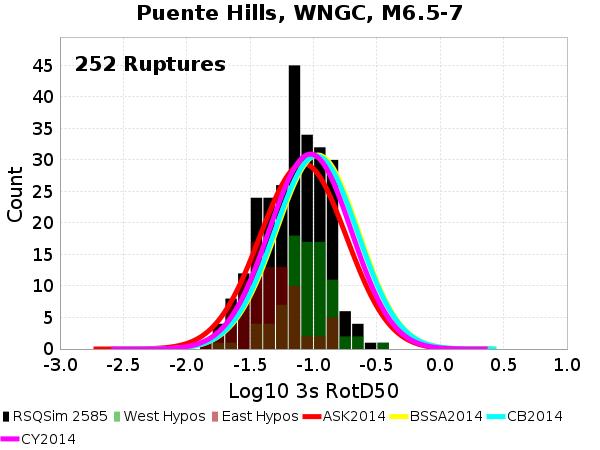 Puente Hills, WNGC, M6.5-7
252 Ruptures
Count
45
40
35
30
25
20
15
10
5
0
-3.0 -2.5 -2.0 -1.5 -1.0 -0.5 0.0 0.5 1.0
Log10 3s RotD50
RSQSim 2585 West Hypos East Hypos ASK2014 BSSA2014 CB2014
CY2014